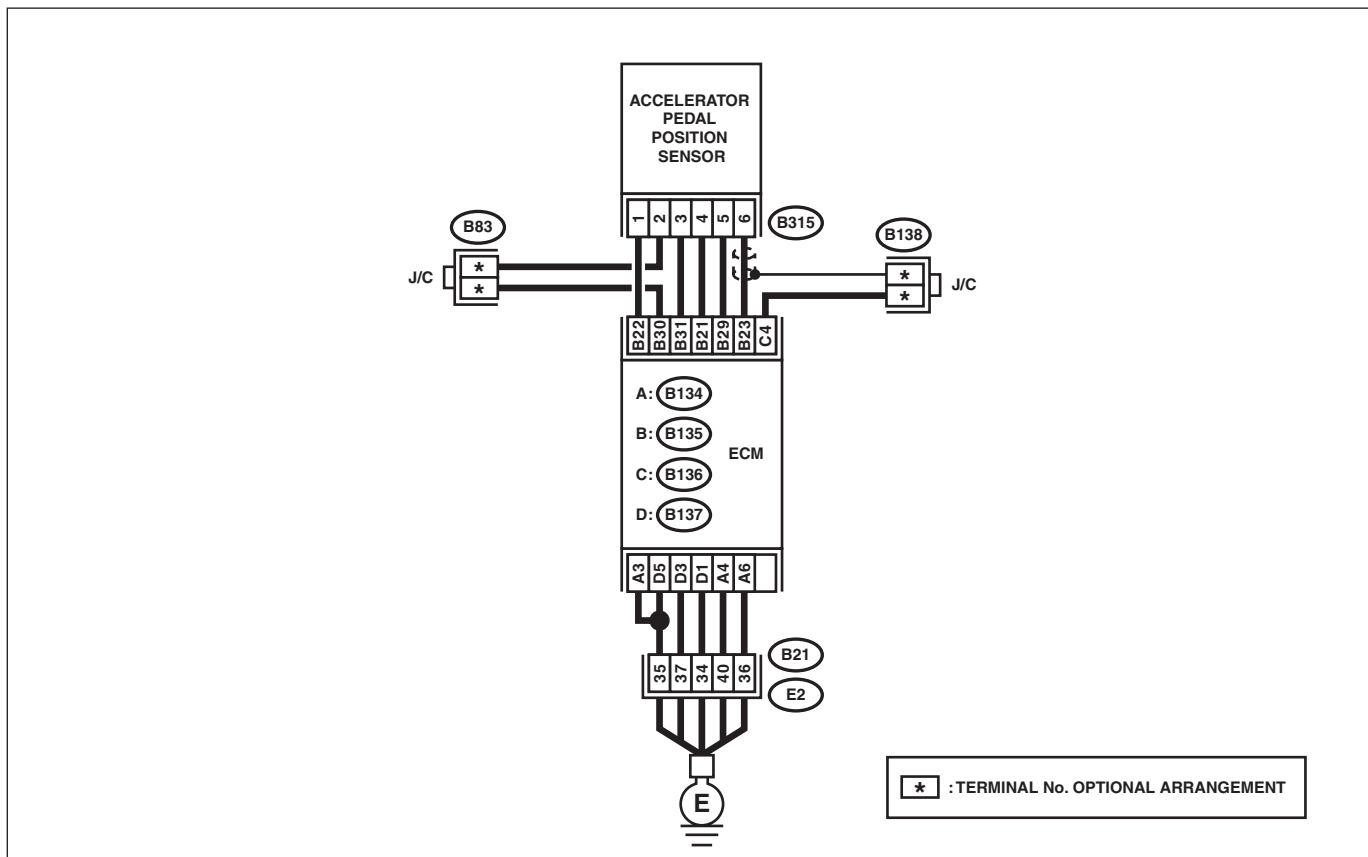 ACCELERATOR
PEDAL
POSITION
SENSOR
1 2 3 4 5 6
B315
B83
J/C
*
*
B138
J/C
*
*
B22 B30 B31 B21 B29 B23 C4
A: B134
B: B135
C: B136
D: B137
ECM
A3 D5 D3 D1 A4 A6
35 37 34 40 36
B21
E2
E
* : TERMINAL No. OPTIONAL ARRANGEMENT